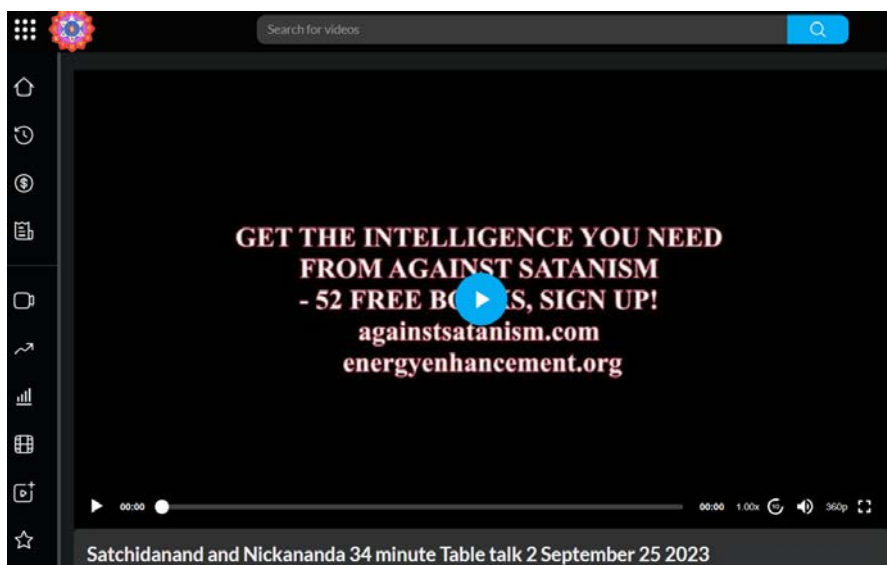 Search for videos
GET THE INTELLIGENCE YOU NEED
FROM AGAINST SATANISM
- 52 FREE B S, SIGN UP!
againstsatanism.com
energyenhancement.org
00:00
00:00 1.00x 10 360p
Satchidanand and Nickananda 34 minute Table talk 2 September 25 2023